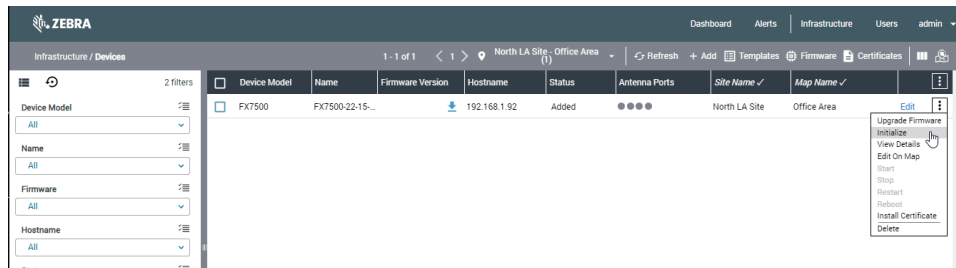 ZEBRA
Dashboard Alerts Infrastructure Users admin
Infrastructure / Devices
1 - 1 of 1 < 1 > North LA Site - Office Area (1) Refresh + Add Templates Firmware Certificates
2 filters
Device Model Name Firmware Version Hostname Status Antenna Ports Site Name ✓ Map Name ✓
Device Model
FX7500 FX7500-22-15-... 192.168.1.92 Added North LA Site Office Area Edit
All
Name
All
Firmware
All
Hostname
All
Upgrade Firmware
Initialize
View Details
Edit On Map
Start
Stop
Restart
Reboot
Install Certificate
Delete